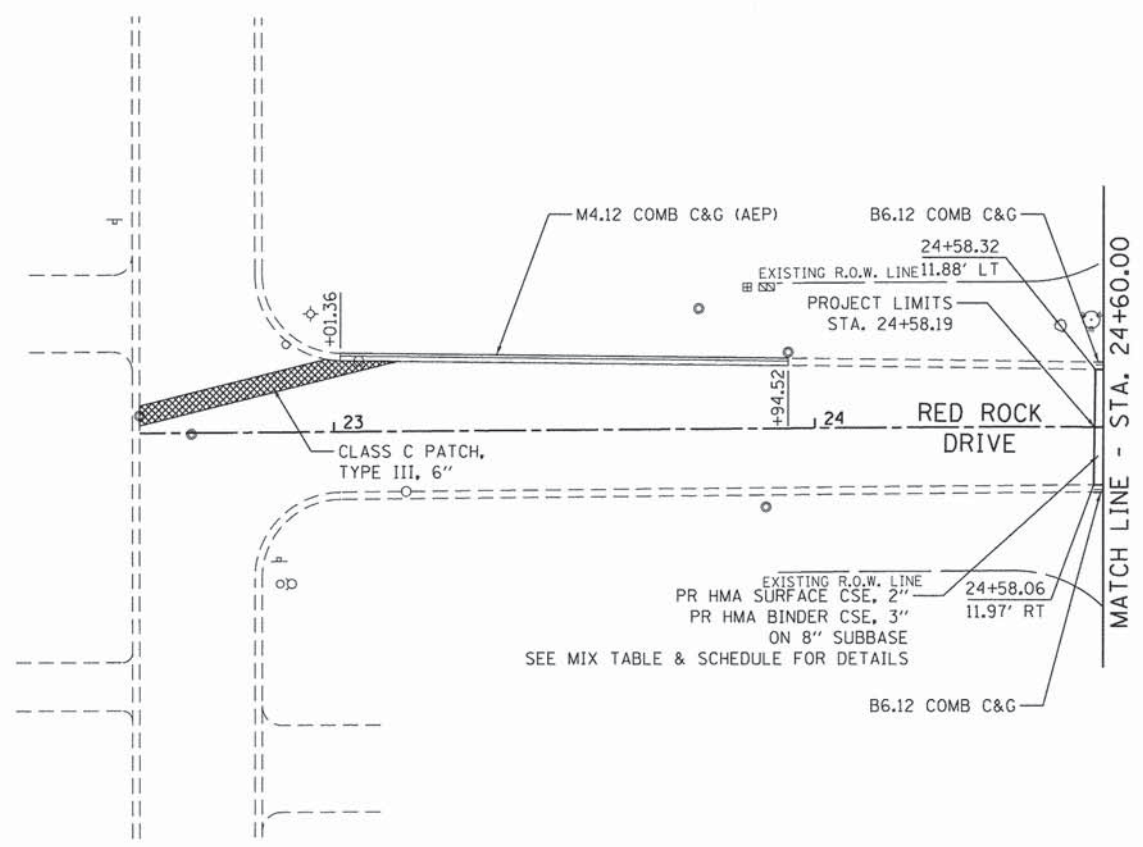 M4.12 COMB C&G (AEP)
B6.12 COMB C&G
24+58.32
11.88' LT
EXISTING R.O.W. LINE
PROJECT LIMITS
STA. 24+58.19
+01.36
+94.52
23
24
RED ROCK
DRIVE
CLASS C PATCH,
TYPE III, 6"
MATCH LINE - STA. 24+60.00
EXISTING R.O.W. LINE
PR HMA SURFACE CSE, 2"
PR HMA BINDER CSE, 3"
ON 8" SUBBASE
SEE MIX TABLE & SCHEDULE FOR DETAILS
24+58.06
11.97' RT
B6.12 COMB C&G